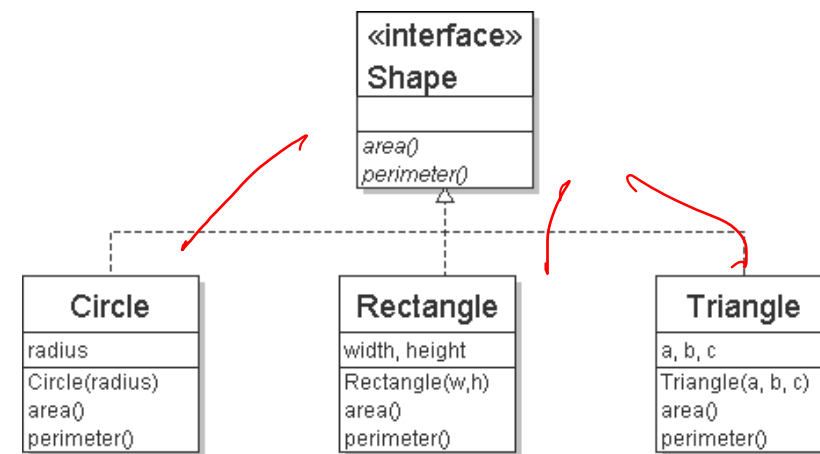 «interface»
Shape
area()
perimeter()
Circle
radius
Circle(radius)
area()
perimeter()
Rectangle
width, height
Rectangle(w,h)
area()
perimeter()
Triangle
a, b, c
Triangle(a, b, c)
area()
perimeter()